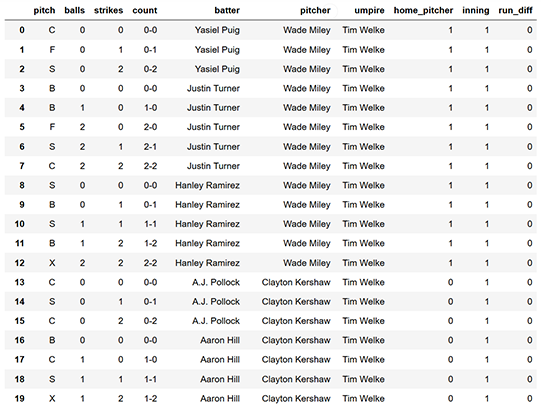 pitch balls strikes count batter pitcher umpire home_pitcher inning run_diff
0 C 0 0 0-0 Yasiel Puig Wade Miley Tim Welke 1 1 0
1 F 0 1 0-1 Yasiel Puig Wade Miley Tim Welke 1 1 0
2 S 0 2 0-2 Yasiel Puig Wade Miley Tim Welke 1 1 0
3 B 0 0 0-0 Justin Turner Wade Miley Tim Welke 1 1 0
4 B 1 0 1-0 Justin Turner Wade Miley Tim Welke 1 1 0
5 F 2 0 2-0 Justin Turner Wade Miley Tim Welke 1 1 0
6 S 2 1 2-1 Justin Turner Wade Miley Tim Welke 1 1 0
7 C 2 2 2-2 Justin Turner Wade Miley Tim Welke 1 1 0
8 S 0 0 0-0 Hanley Ramirez Wade Miley Tim Welke 1 1 0
9 B 0 1 0-1 Hanley Ramirez Wade Miley Tim Welke 1 1 0
10 S 1 1 1-1 Hanley Ramirez Wade Miley Tim Welke 1 1 0
11 B 1 2 1-2 Hanley Ramirez Wade Miley Tim Welke 1 1 0
12 X 2 2 2-2 Hanley Ramirez Wade Miley Tim Welke 1 1 0
13 C 0 0 0-0 A.J. Pollock Clayton Kershaw Tim Welke 0 1 0
14 S 0 1 0-1 A.J. Pollock Clayton Kershaw Tim Welke 0 1 0
15 C 0 2 0-2 A.J. Pollock Clayton Kershaw Tim Welke 0 1 0
16 B 0 0 0-0 Aaron Hill Clayton Kershaw Tim Welke 0 1 0
17 C 1 0 1-0 Aaron Hill Clayton Kershaw Tim Welke 0 1 0
18 S 1 1 1-1 Aaron Hill Clayton Kershaw Tim Welke 0 1 0
19 X 1 2 1-2 Aaron Hill Clayton Kershaw Tim Welke 0 1 0